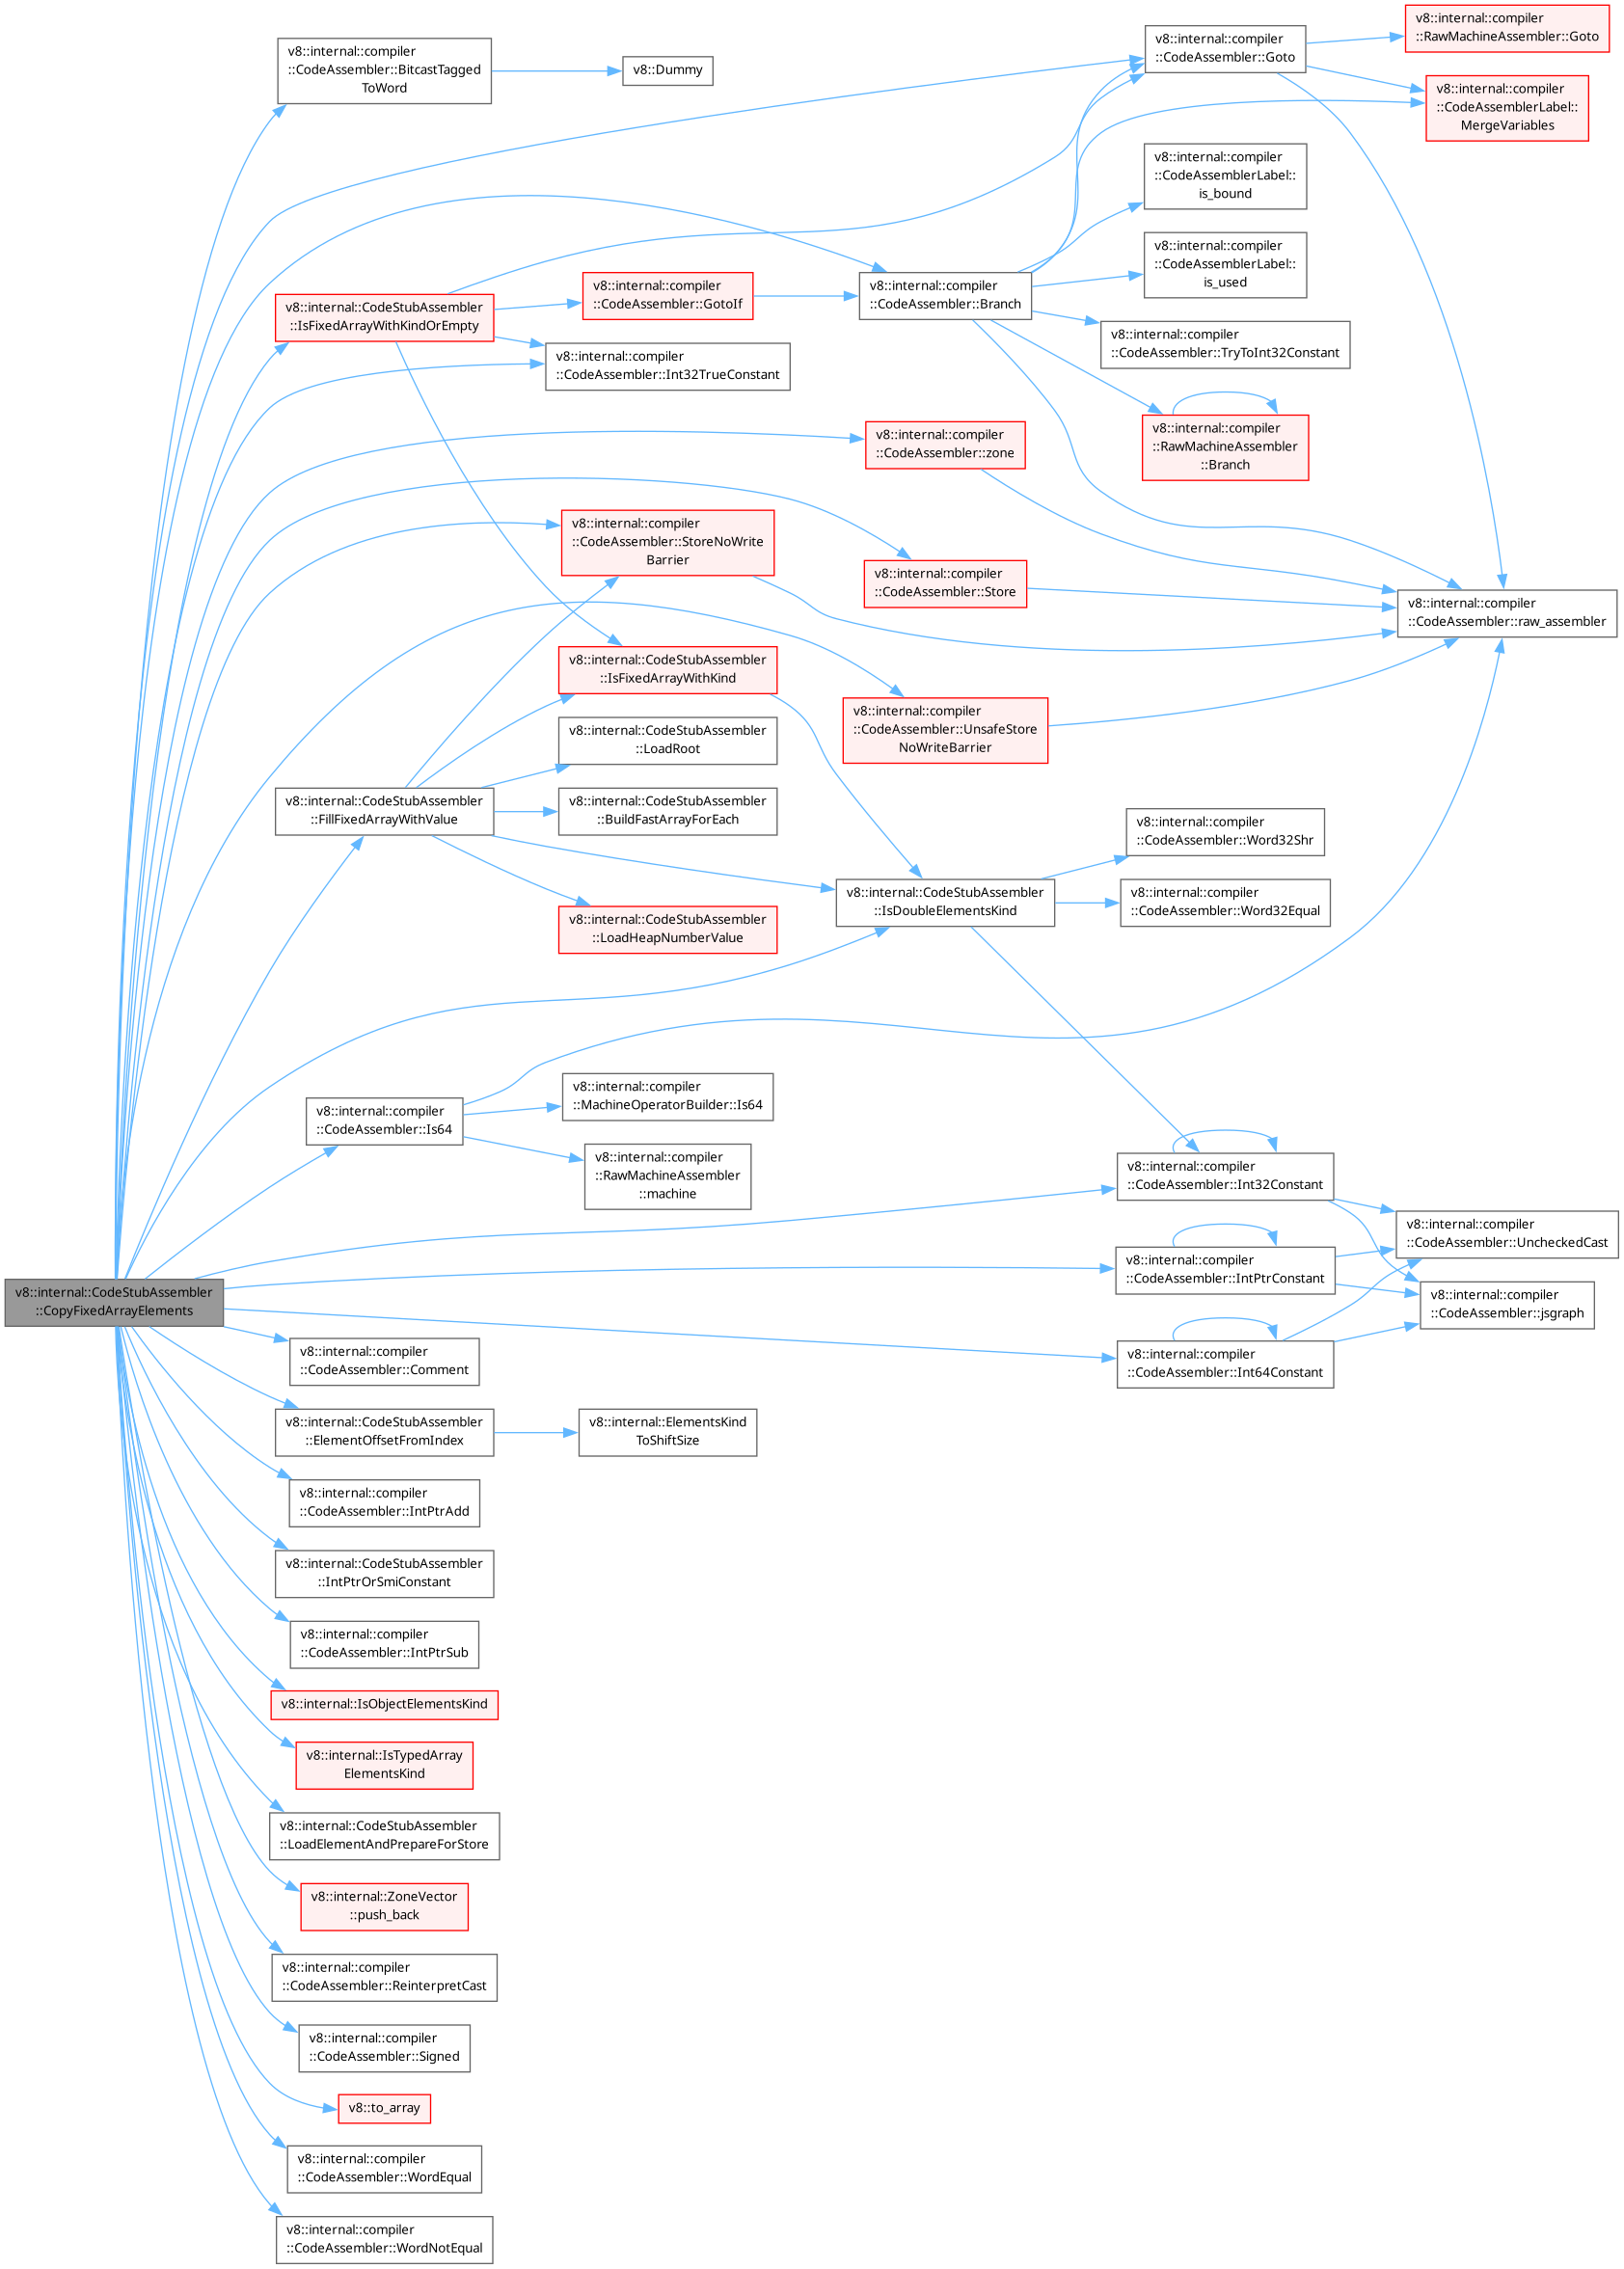 v8::internal::compiler
::RawMachineAssembler::Goto
v8::internal::compiler
::CodeAssembler::Goto
v8::internal::compiler
::CodeAssembler::BitcastTagged
ToWord
v8::Dummy
v8::internal::compiler
::CodeAssemblerLabel::
MergeVariables
v8::internal::compiler
::CodeAssemblerLabel::
is_bound
v8::internal::compiler
::CodeAssemblerLabel::
is_used
v8::internal::CodeStubAssembler
::IsFixedArrayWithKindOrEmpty
v8::internal::compiler
::CodeAssembler::GotoIf
v8::internal::compiler
::CodeAssembler::Branch
v8::internal::compiler
::CodeAssembler::TryToInt32Constant
v8::internal::compiler
::CodeAssembler::Int32TrueConstant
v8::internal::compiler
::RawMachineAssembler
::Branch
v8::internal::compiler
::CodeAssembler::zone
v8::internal::compiler
::CodeAssembler::StoreNoWrite
Barrier
v8::internal::compiler
::CodeAssembler::Store
v8::internal::compiler
::CodeAssembler::raw_assembler
v8::internal::CodeStubAssembler
::IsFixedArrayWithKind
v8::internal::compiler
::CodeAssembler::UnsafeStore
NoWriteBarrier
v8::internal::CodeStubAssembler
::LoadRoot
v8::internal::CodeStubAssembler
::FillFixedArrayWithValue
v8::internal::CodeStubAssembler
::BuildFastArrayForEach
v8::internal::compiler
::CodeAssembler::Word32Shr
v8::internal::CodeStubAssembler
::IsDoubleElementsKind
v8::internal::compiler
::CodeAssembler::Word32Equal
v8::internal::CodeStubAssembler
::LoadHeapNumberValue
v8::internal::compiler
::CodeAssembler::Is64
v8::internal::compiler
::MachineOperatorBuilder::Is64
v8::internal::compiler
::RawMachineAssembler
::machine
v8::internal::compiler
::CodeAssembler::Int32Constant
v8::internal::compiler
::CodeAssembler::UncheckedCast
v8::internal::compiler
::CodeAssembler::IntPtrConstant
v8::internal::CodeStubAssembler
::CopyFixedArrayElements
v8::internal::compiler
::CodeAssembler::jsgraph
v8::internal::compiler
::CodeAssembler::Int64Constant
v8::internal::compiler
::CodeAssembler::Comment
v8::internal::CodeStubAssembler
::ElementOffsetFromIndex
v8::internal::ElementsKind
ToShiftSize
v8::internal::compiler
::CodeAssembler::IntPtrAdd
v8::internal::CodeStubAssembler
::IntPtrOrSmiConstant
v8::internal::compiler
::CodeAssembler::IntPtrSub
v8::internal::IsObjectElementsKind
v8::internal::IsTypedArray
ElementsKind
v8::internal::CodeStubAssembler
::LoadElementAndPrepareForStore
v8::internal::ZoneVector
::push_back
v8::internal::compiler
::CodeAssembler::ReinterpretCast
v8::internal::compiler
::CodeAssembler::Signed
v8::to_array
v8::internal::compiler
::CodeAssembler::WordEqual
v8::internal::compiler
::CodeAssembler::WordNotEqual